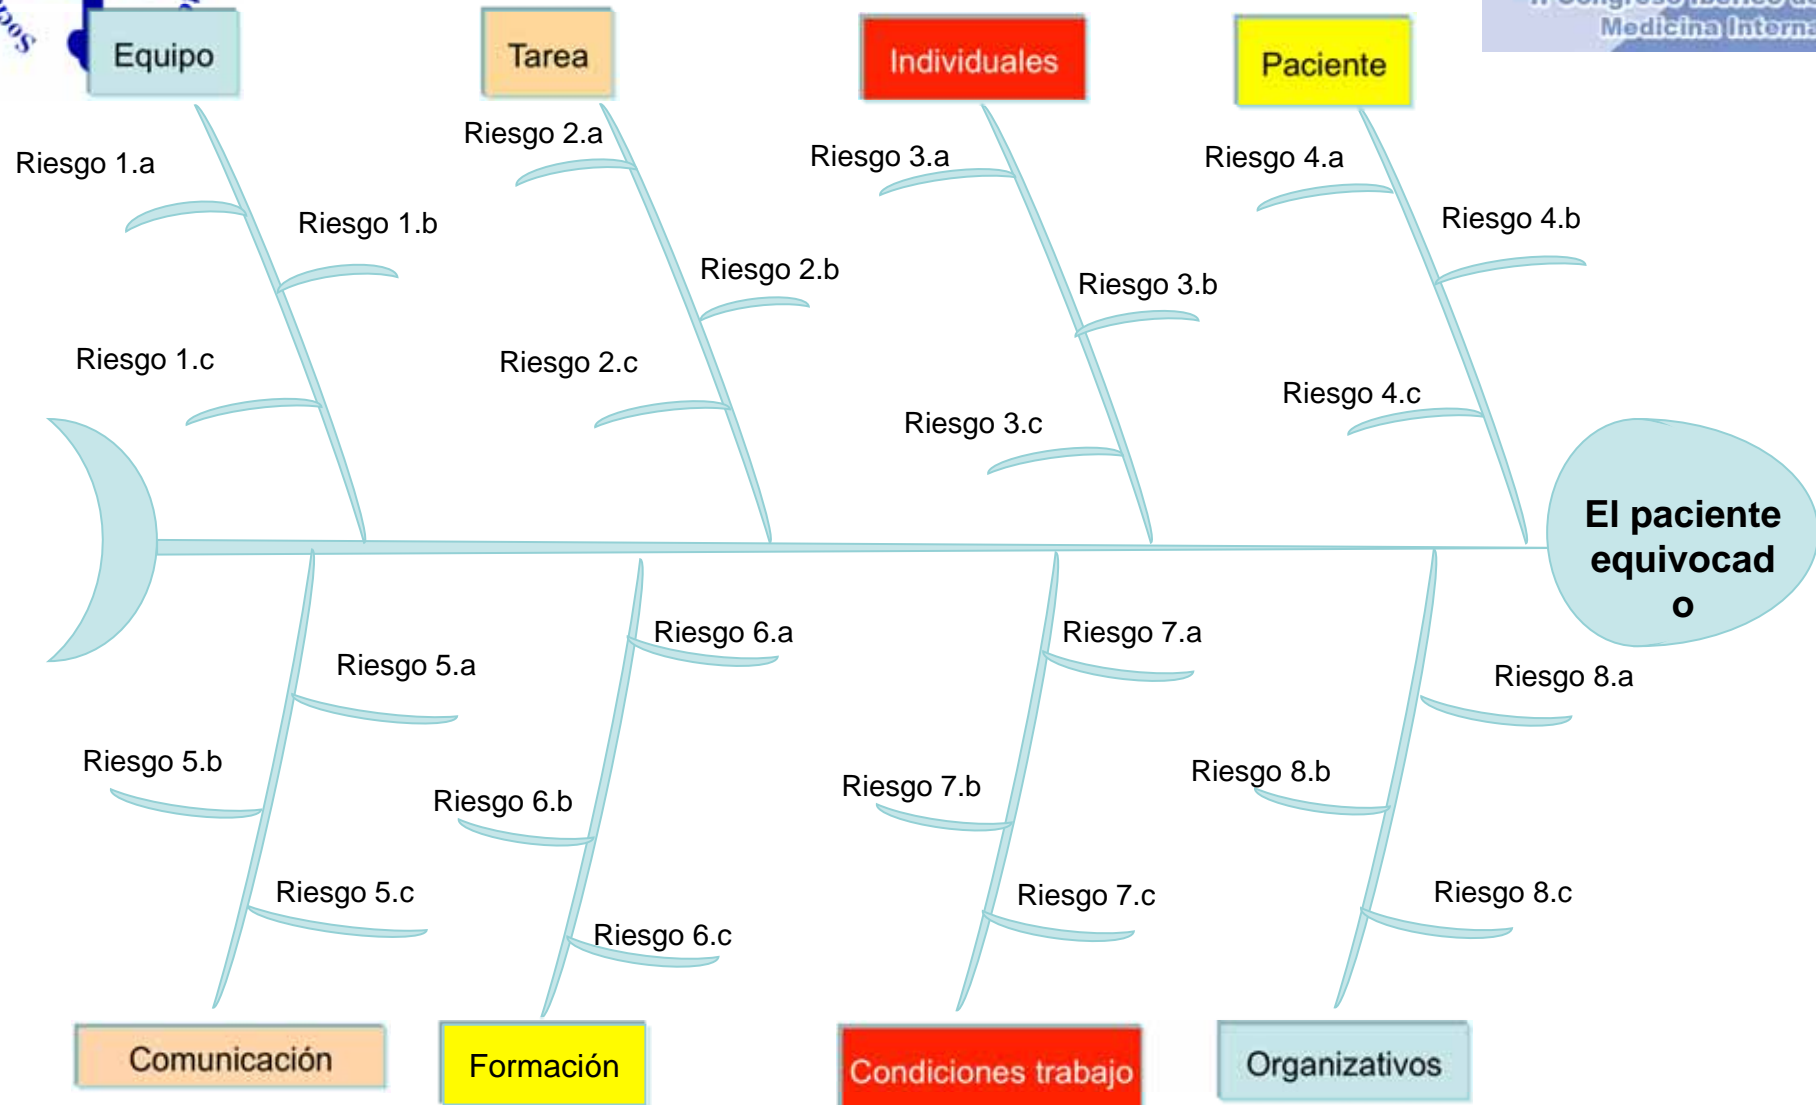 Equipo
Tarea
Individuales
Paciente
Medicina Interna
Riesgo 1.a
Riesgo 2.a
Riesgo 3.a
Riesgo 4.a
Riesgo 1.b
Riesgo 2.b
Riesgo 3.b
Riesgo 4.b
Riesgo 1.c
Riesgo 2.c
Riesgo 3.c
Riesgo 4.c
El paciente
equivocad
o
Riesgo 5.a
Riesgo 6.a
Riesgo 7.a
Riesgo 8.a
Riesgo 5.b
Riesgo 6.b
Riesgo 7.b
Riesgo 8.b
Riesgo 5.c
Riesgo 6.c
Riesgo 7.c
Riesgo 8.c
Comunicación
Formación
Condiciones trabajo
Organizativos